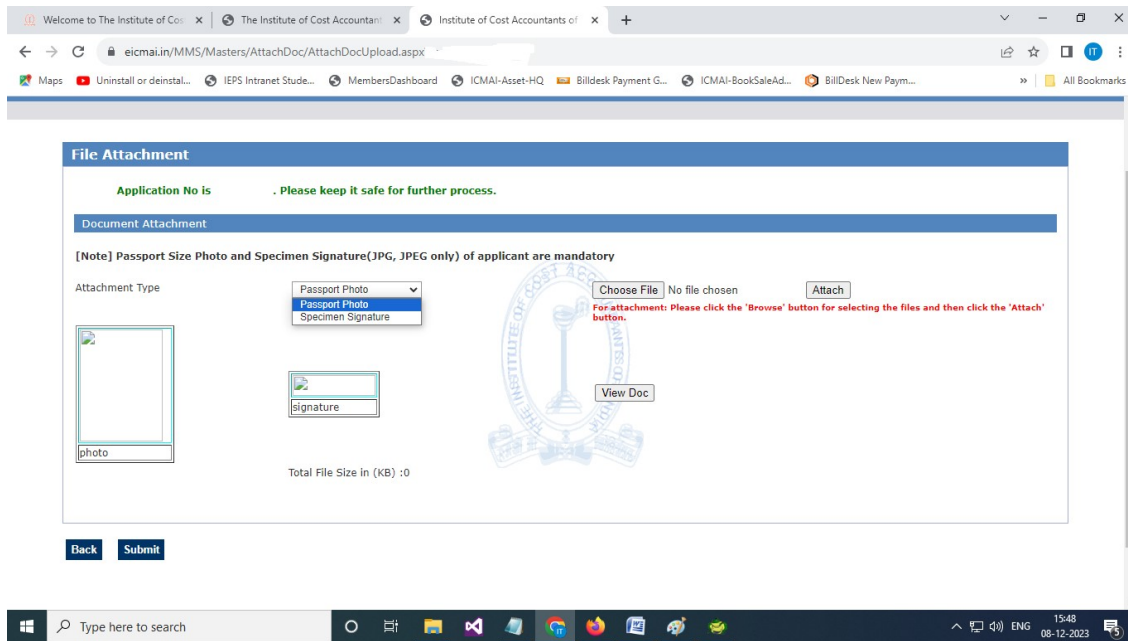 Welcome to The Institute of Cos
The Institute of Cost Accountant
Institute of Cost Accountants of
eicmai.in/MMS/Masters/AttachDoc/AttachDocUpload.aspx
IT
Maps
Uninstall or deinstal...
IEPS Intranet Stude...
MembersDashboard
ICMAI-Asset-HQ
Billdesk Payment G...
ICMAI-BookSaleAd...
BillDesk New Paym...
»
All Bookmarks
File Attachment
Application No is . Please keep it safe for further process.
Document Attachment
[Note] Passport Size Photo and Specimen Signature(JPG, JPEG only) of applicant are mandatory
Attachment Type
Passport Photo
Passport Photo
Specimen Signature
Choose File No file chosen
Attach
For attachment: Please click the 'Browse' button for selecting the files and then click the 'Attach'
button.
photo
signature
View Doc
Total File Size in (KB) :0
Back
Submit
Type here to search
ENG
15:48
08-12-2023
5